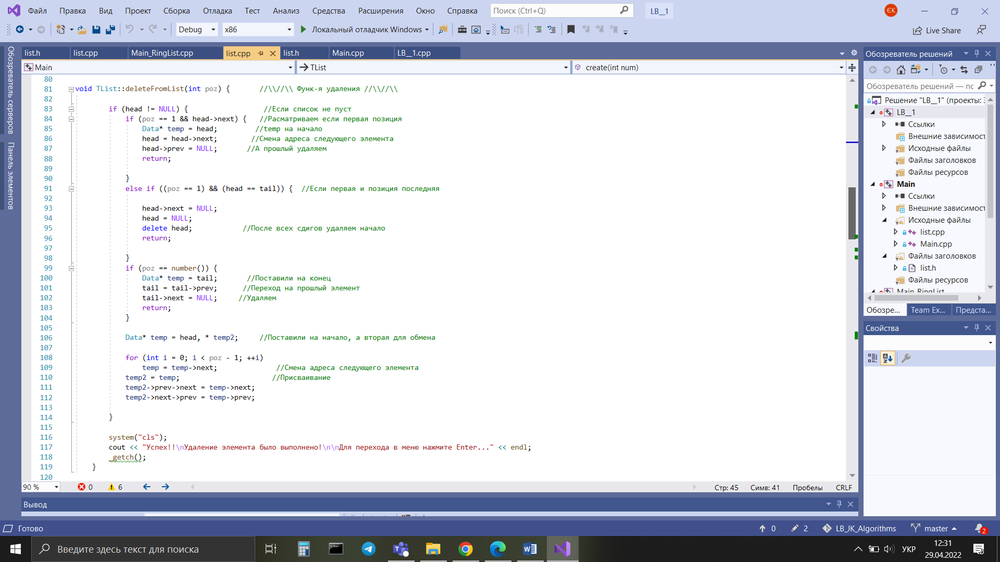 Файл Правка Вид Проект Сборка Отладка Тест Анализ Средства Расширения Окно Справка Поиск (Ctrl+Q) LB__1 ЄК
Debug x86 Локальный отладчик Windows Live Share
Обозреватель серверов
Панель элементов
list.h list.cpp Main_RingList.cpp list.cpp list.h Main.cpp LB__1.cpp
Main TList create(int num)
80
81 void TList::deleteFromList(int poz) { //\\//\\ Функ-я удаления //\\//\\
82
83 if (head != NULL) { //Если список не пуст
84 if (poz == 1 && head->next) { //Расматриваем если первая позиция
85 Data* temp = head; //temp на начало
86 head = head->next; //Смена адреса следующего элемента
87 head->prev = NULL; //А прошлый удаляем
88 return;
89
90 }
91 else if ((poz == 1) && (head == tail)) { //Если первая и позиция последняя
92
93 head->next = NULL;
94 head = NULL;
95 delete head; //После всех сдигов удаляем начало
96 return;
97
98 }
99 if (poz == number()) {
100 Data* temp = tail; //Поставили на конец
101 tail = tail->prev; //Переход на прошлый элемент
102 tail->next = NULL; //Удаляем
103 return;
104 }
105
106 Data* temp = head, * temp2; //Поставили на начало, а вторая для обмена
107
108 for (int i = 0; i < poz - 1; ++i)
109 temp = temp->next; //Смена адреса следующего элемента
110 temp2 = temp; //Присваивание
111 temp2->prev->next = temp->next;
112 temp2->next->prev = temp->prev;
113
114 }
115
116 system("cls");
117 cout << "Успех!!\nУдаление элемента было выполнено!\n\nДля перехода в меню нажмите Enter..." << endl;
118 _getch();
119 }
120
90 % 0 6 Стр: 45 Симв: 41 Пробелы CRLF
Вывод
Обозреватель решений
Обозреватель решений — пс
Решение "LB__1" (проекты: 3
LB__1
Ссылки
Внешние зависимост
Исходные файлы
Файлы заголовков
Файлы ресурсов
Main
Ссылки
Внешние зависимост
Исходные файлы
list.cpp
Main.cpp
Файлы заголовков
list.h
Файлы ресурсов
Main_RingList
Обозре... Team Ex... Предста...
Свойства
Готово 0 2 LB_JK_Algorithms master 2
Введите здесь текст для поиска УКР 12:31
29.04.2022